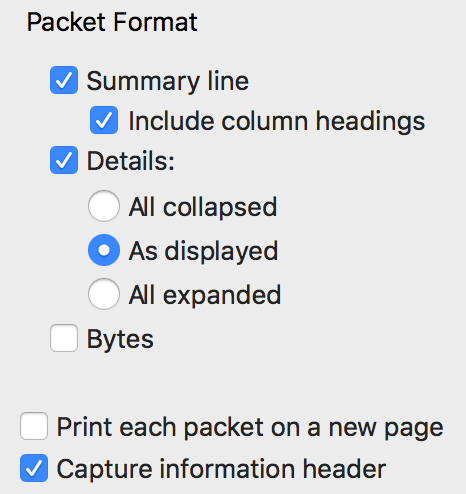 Packet Format
Summary line
Include column headings
Details:
All collapsed
As displayed
All expanded
Bytes
Print each packet on a new page
Capture information header